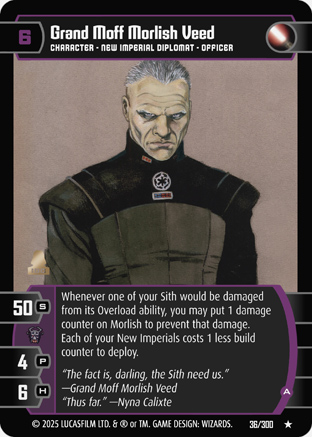 6
Grand Moff Morlish Veed
CHARACTER - NEW IMPERIAL DIPLOMAT - OFFICER
50 S
4 P
6 H
Whenever one of your Sith would be damaged
from its Overload ability, you may put 1 damage
counter on Morlish to prevent that damage.
Each of your New Imperials costs 1 less build
counter to deploy.
"The fact is, darling, the Sith need us."
—Grand Moff Morlish Veed
"Thus far." —Nyna Calixte
A
© 2025 LUCASFILM LTD. & ® or TM. GAME DESIGN: WIZARDS.
36/300